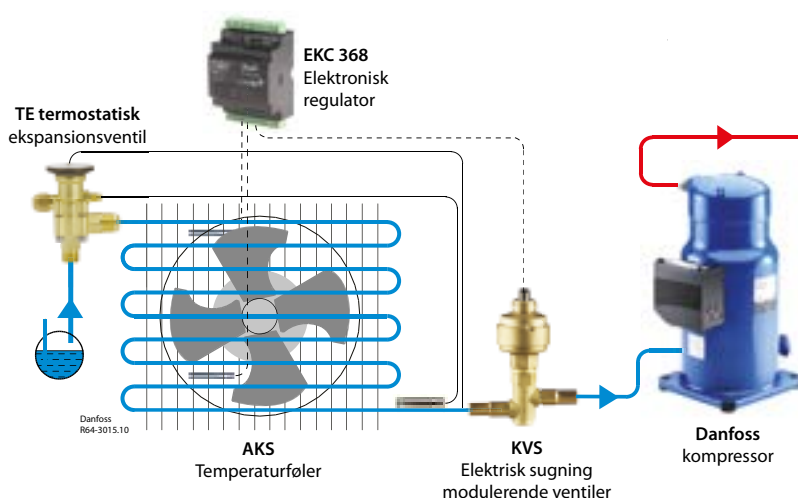 EKC 368
Elektronisk
regulator
TE termostatisk
ekspansionsventil
Danfoss
R64-3015.10
AKS
Temperaturføler
KVS
Elektrisk sugning
modulerende ventiler
Danfoss
kompressor